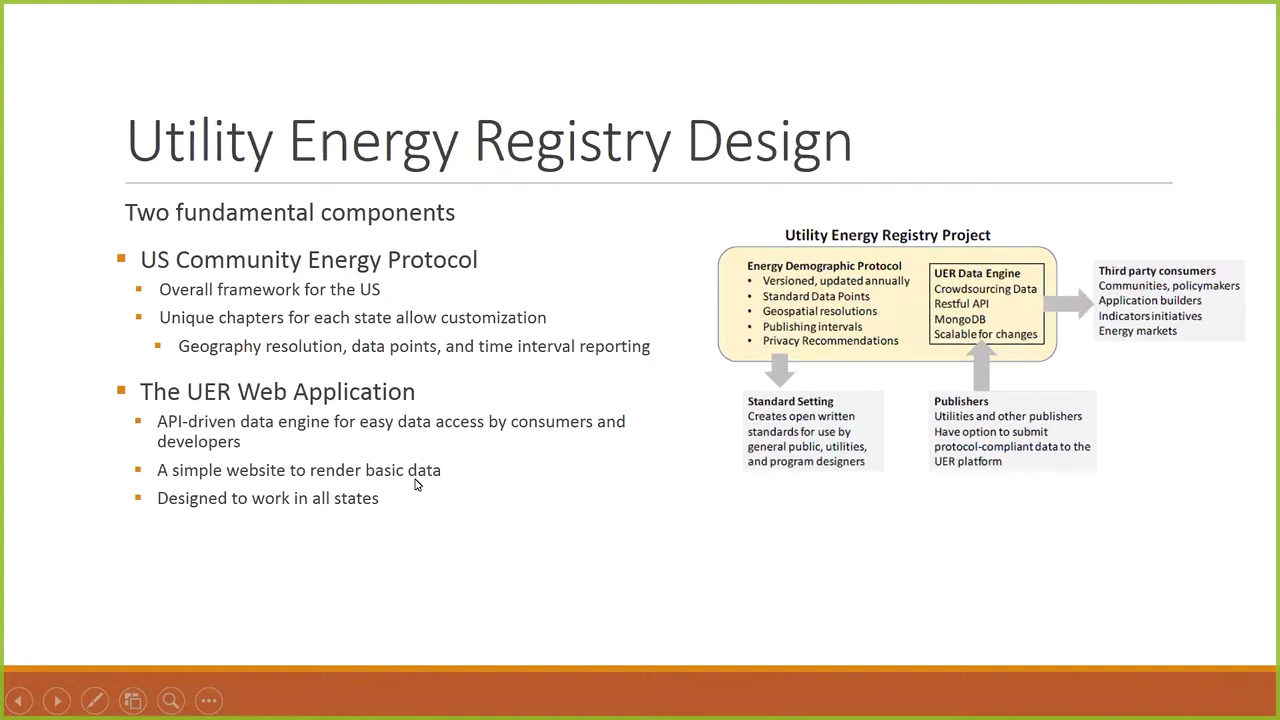 Utility Energy Registry Design
Two fundamental components
US Community Energy Protocol
Overall framework for the US
Unique chapters for each state allow customization
Geography resolution, data points, and time interval reporting
The UER Web Application
API-driven data engine for easy data access by consumers and
developers
A simple website to render basic data
Designed to work in all states
Utility Energy Registry Project
Energy Demographic Protocol
• Versioned, updated annually
• Standard Data Points
• Geospatial resolutions
• Publishing intervals
• Privacy Recommendations
UER Data Engine
Crowdsourcing Data
Restful API
MongoDB
Scalable for changes
Third party consumers
Communities, policymakers
Application builders
Indicators initiatives
Energy markets
Standard Setting
Creates open written
standards for use by
general public, utilities,
and program designers
Publishers
Utilities and other publishers
Have option to submit
protocol-compliant data to the
UER platform